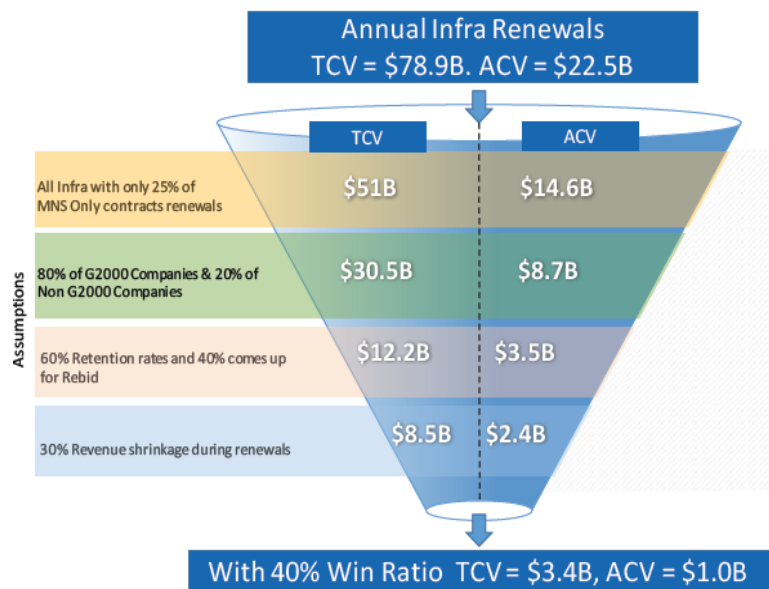 Annual Infra Renewals
TCV = $78.9B. ACV = $22.5B
TCV
ACV
Assumptions
All Infra with only 25% of
MNS Only contracts renewals
$51B
$14.6B
80% of G2000 Companies & 20% of
Non G2000 Companies
$30.5B
$8.7B
60% Retention rates and 40% comes up
for Rebid
$12.2B
$3.5B
30% Revenue shrinkage during renewals
$8.5B
$2.4B
With 40% Win Ratio TCV = $3.4B, ACV = $1.0B